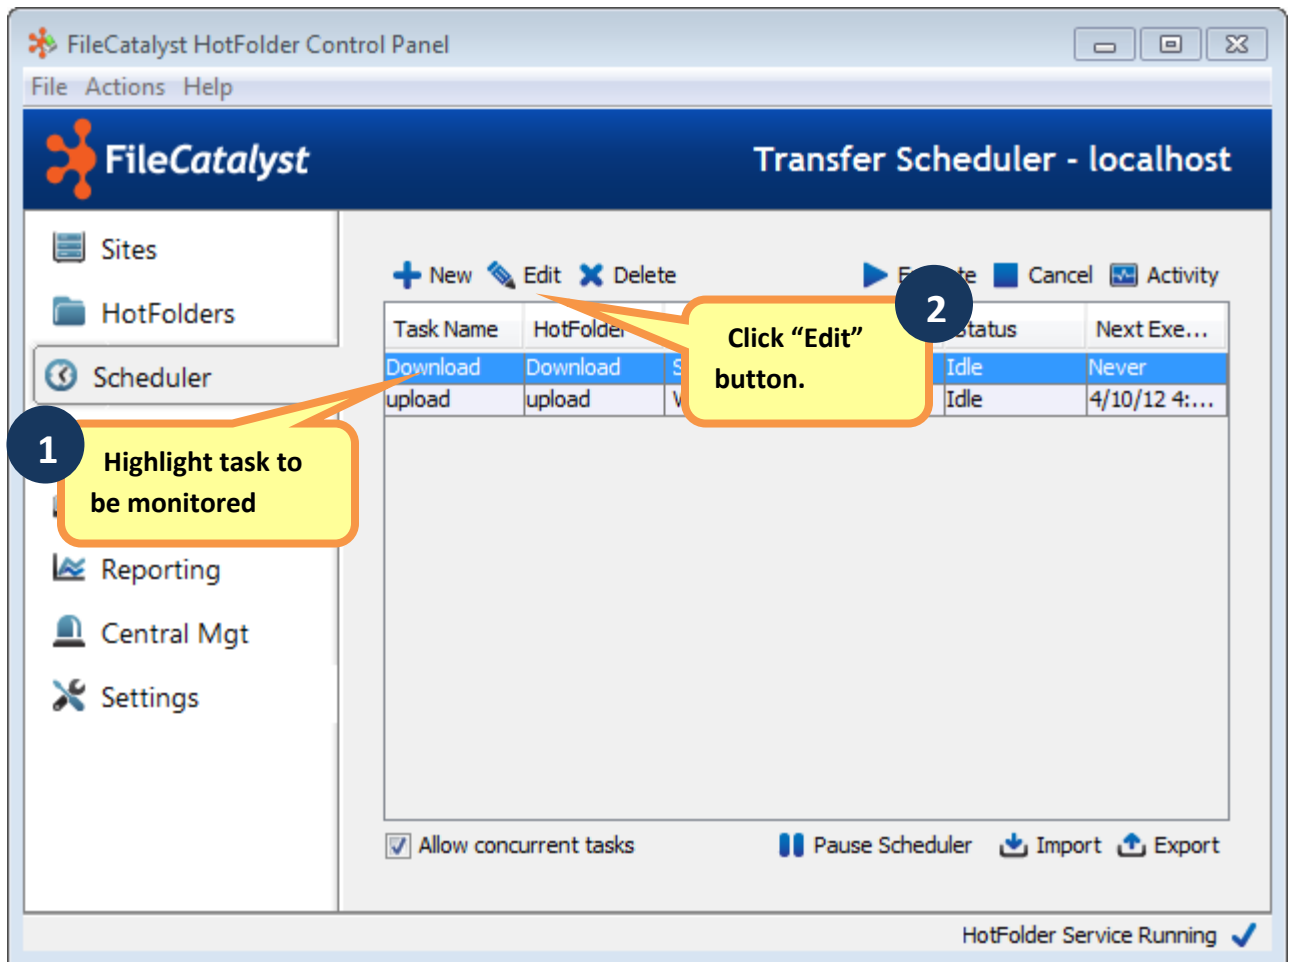 FileCatalyst HotFolder Control Panel
File Actions Help
FileCatalyst
Transfer Scheduler - localhost
Sites
HotFolders
Scheduler
Reporting
Central Mgt
Settings
New Edit Delete Cancel Activity
Task Name HotFolder Status Next Exe...
Download Download Idle Never
upload upload Idle 4/10/12 4:...
1
Highlight task to
be monitored
2
Click “Edit”
button.
Allow concurrent tasks Pause Scheduler Import Export
HotFolder Service Running